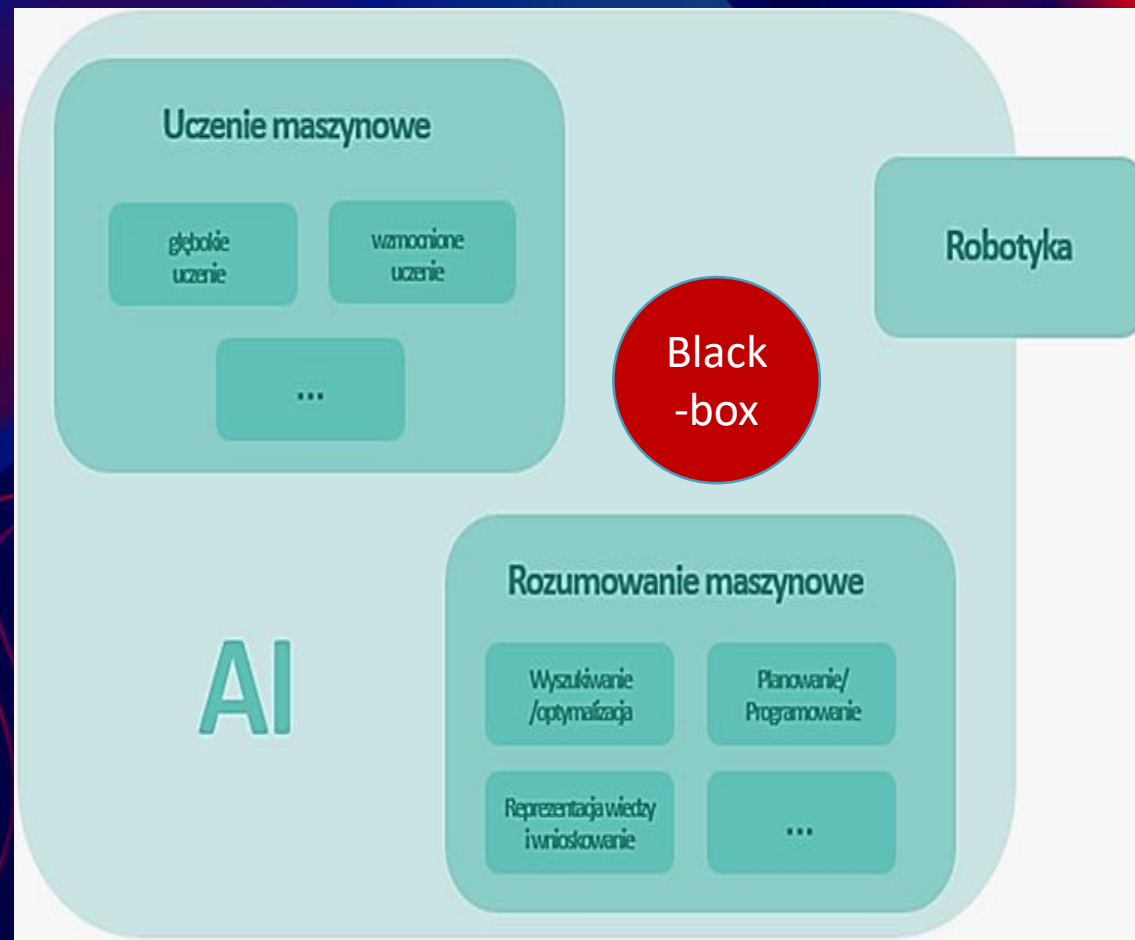 Uczenie maszynowe
głębokie
uczenie
wzmocnione
uczenie
...
Robotyka
Black
-box
AI
Rozumowanie maszynowe
Wyszukiwanie
/optymalizacja
Planowanie/
Programowanie
Reprezentacja wiedzy
i wnioskowanie
...